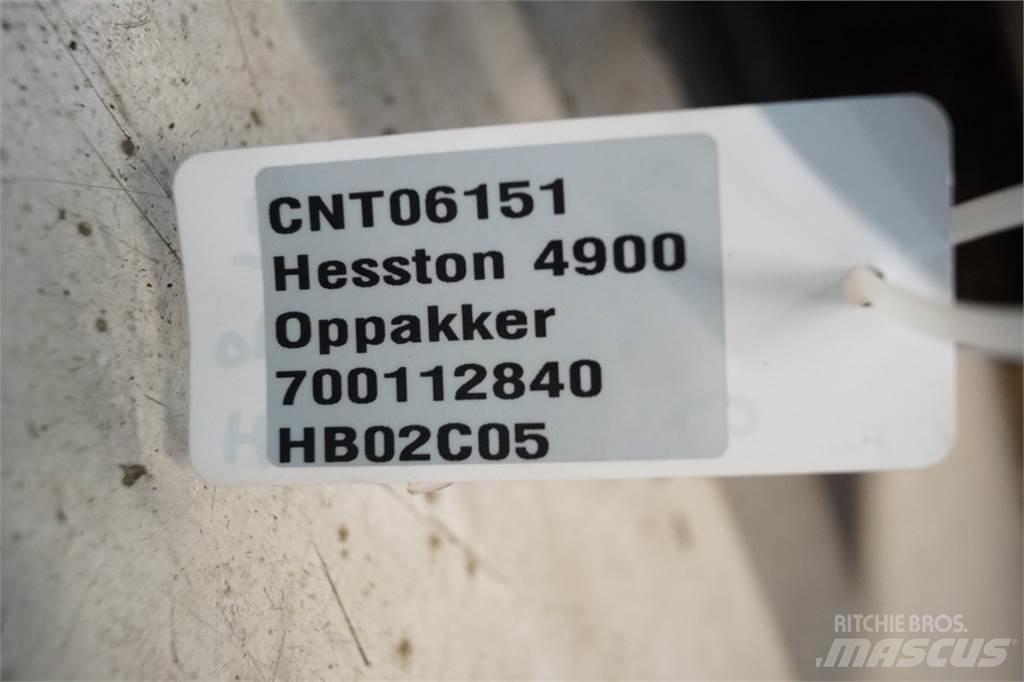 CNT06151
Hesston 4900
Oppakker
700112840
HB02C05
RITCHIE BROS.
MASCUS